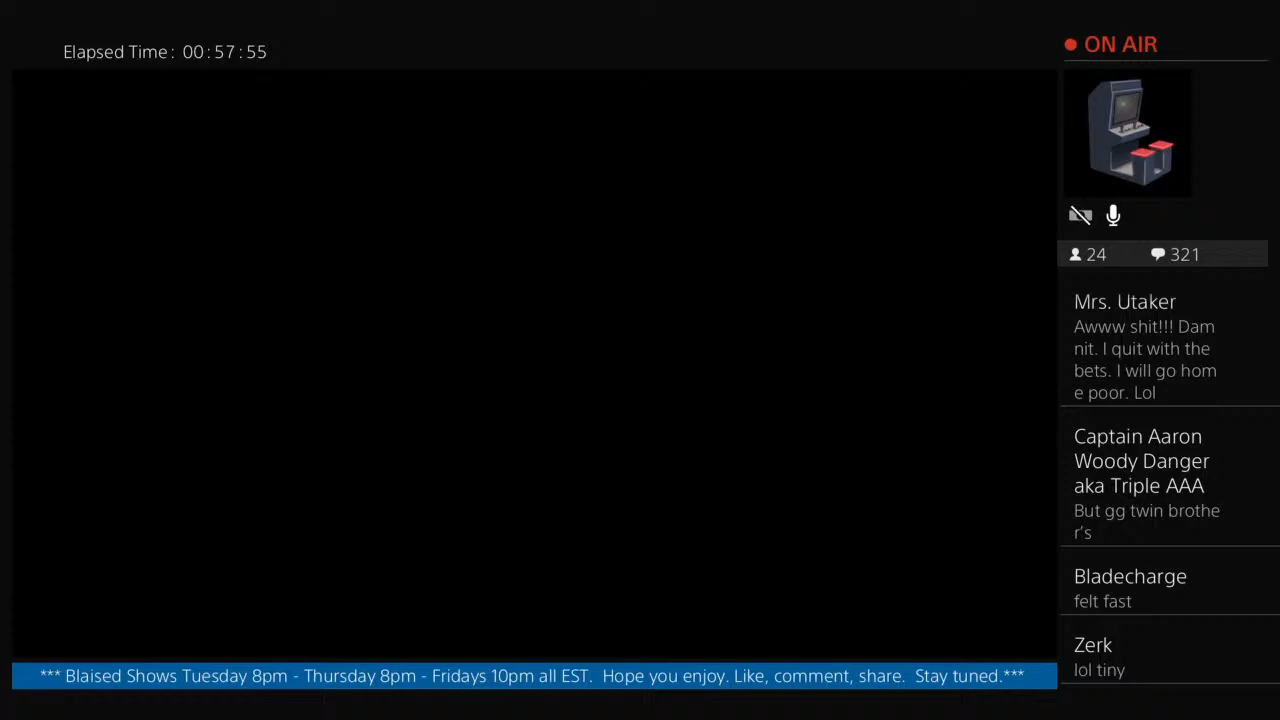 Elapsed Time: 00:57:55
ON AIR
24 321
Mrs. Utaker
Awww shit!!! Dam
nit. I quit with the
bets. I will go hom
e poor. Lol
Captain Aaron
Woody Danger
aka Triple AAA
But gg twin brothe
r's
Bladecharge
felt fast
Zerk
lol tiny
*** Blaised Shows Tuesday 8pm - Thursday 8pm - Fridays 10pm all EST. Hope you enjoy. Like, comment, share. Stay tuned.***